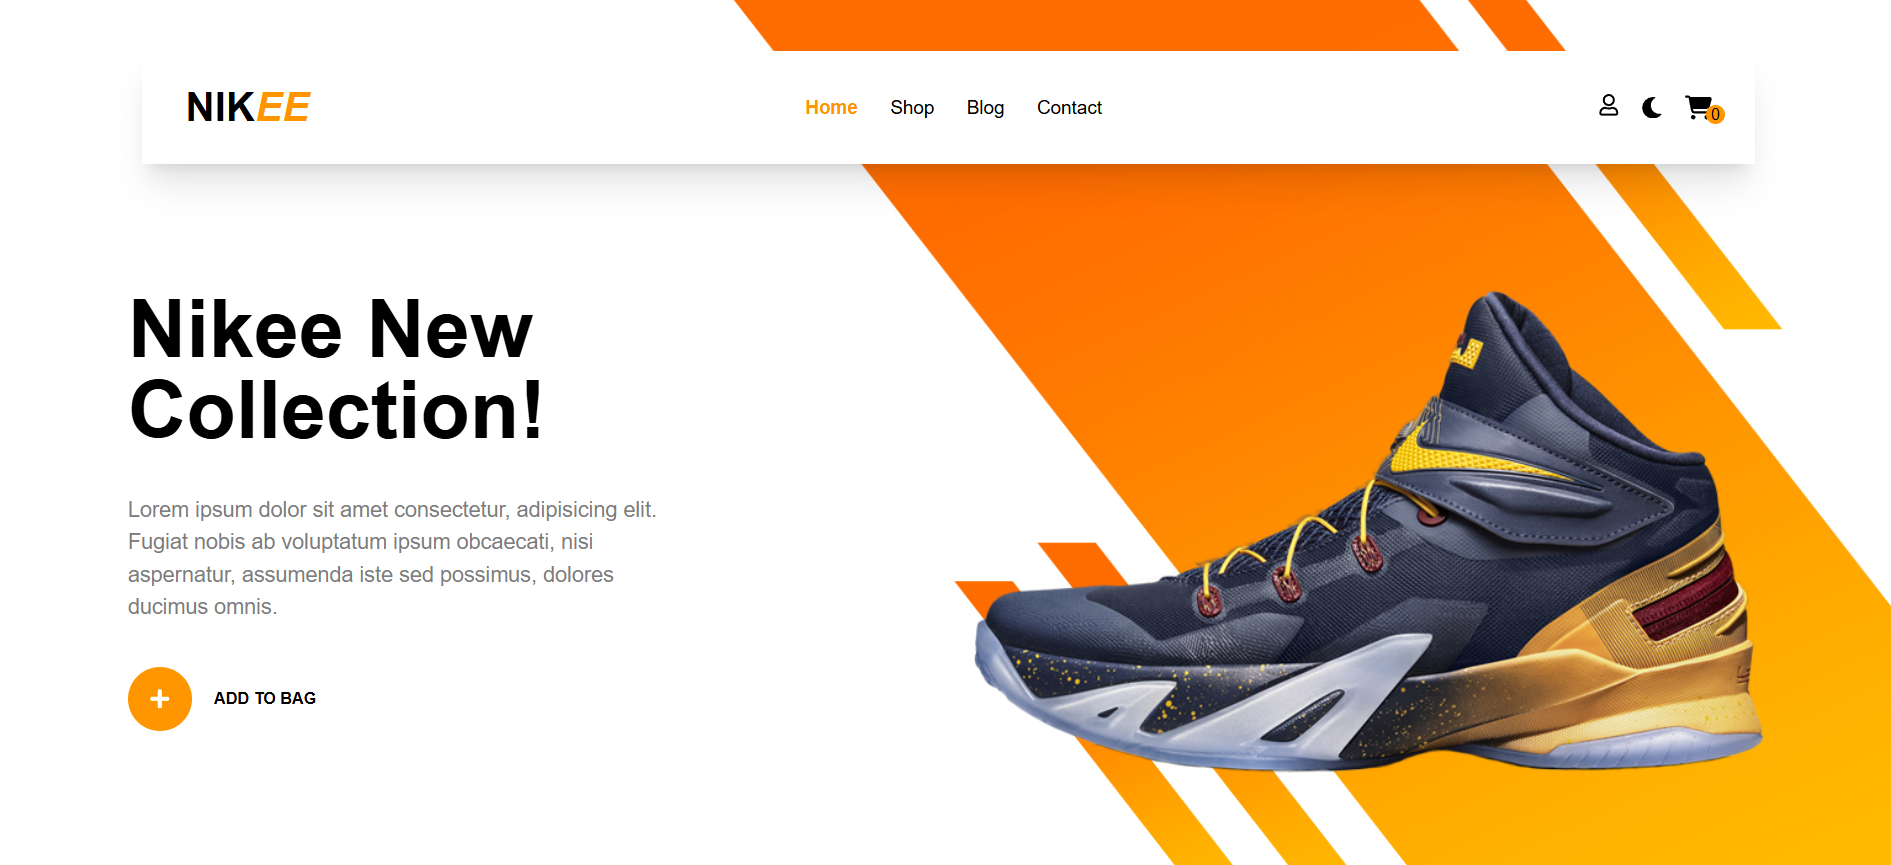 NIKEE
Home Shop Blog Contact
0
Nikee New
Collection!
Lorem ipsum dolor sit amet consectetur, adipisicing elit.
Fugiat nobis ab voluptatum ipsum obcaecati, nisi
aspernatur, assumenda iste sed possimus, dolores
ducimus omnis.
ADD TO BAG